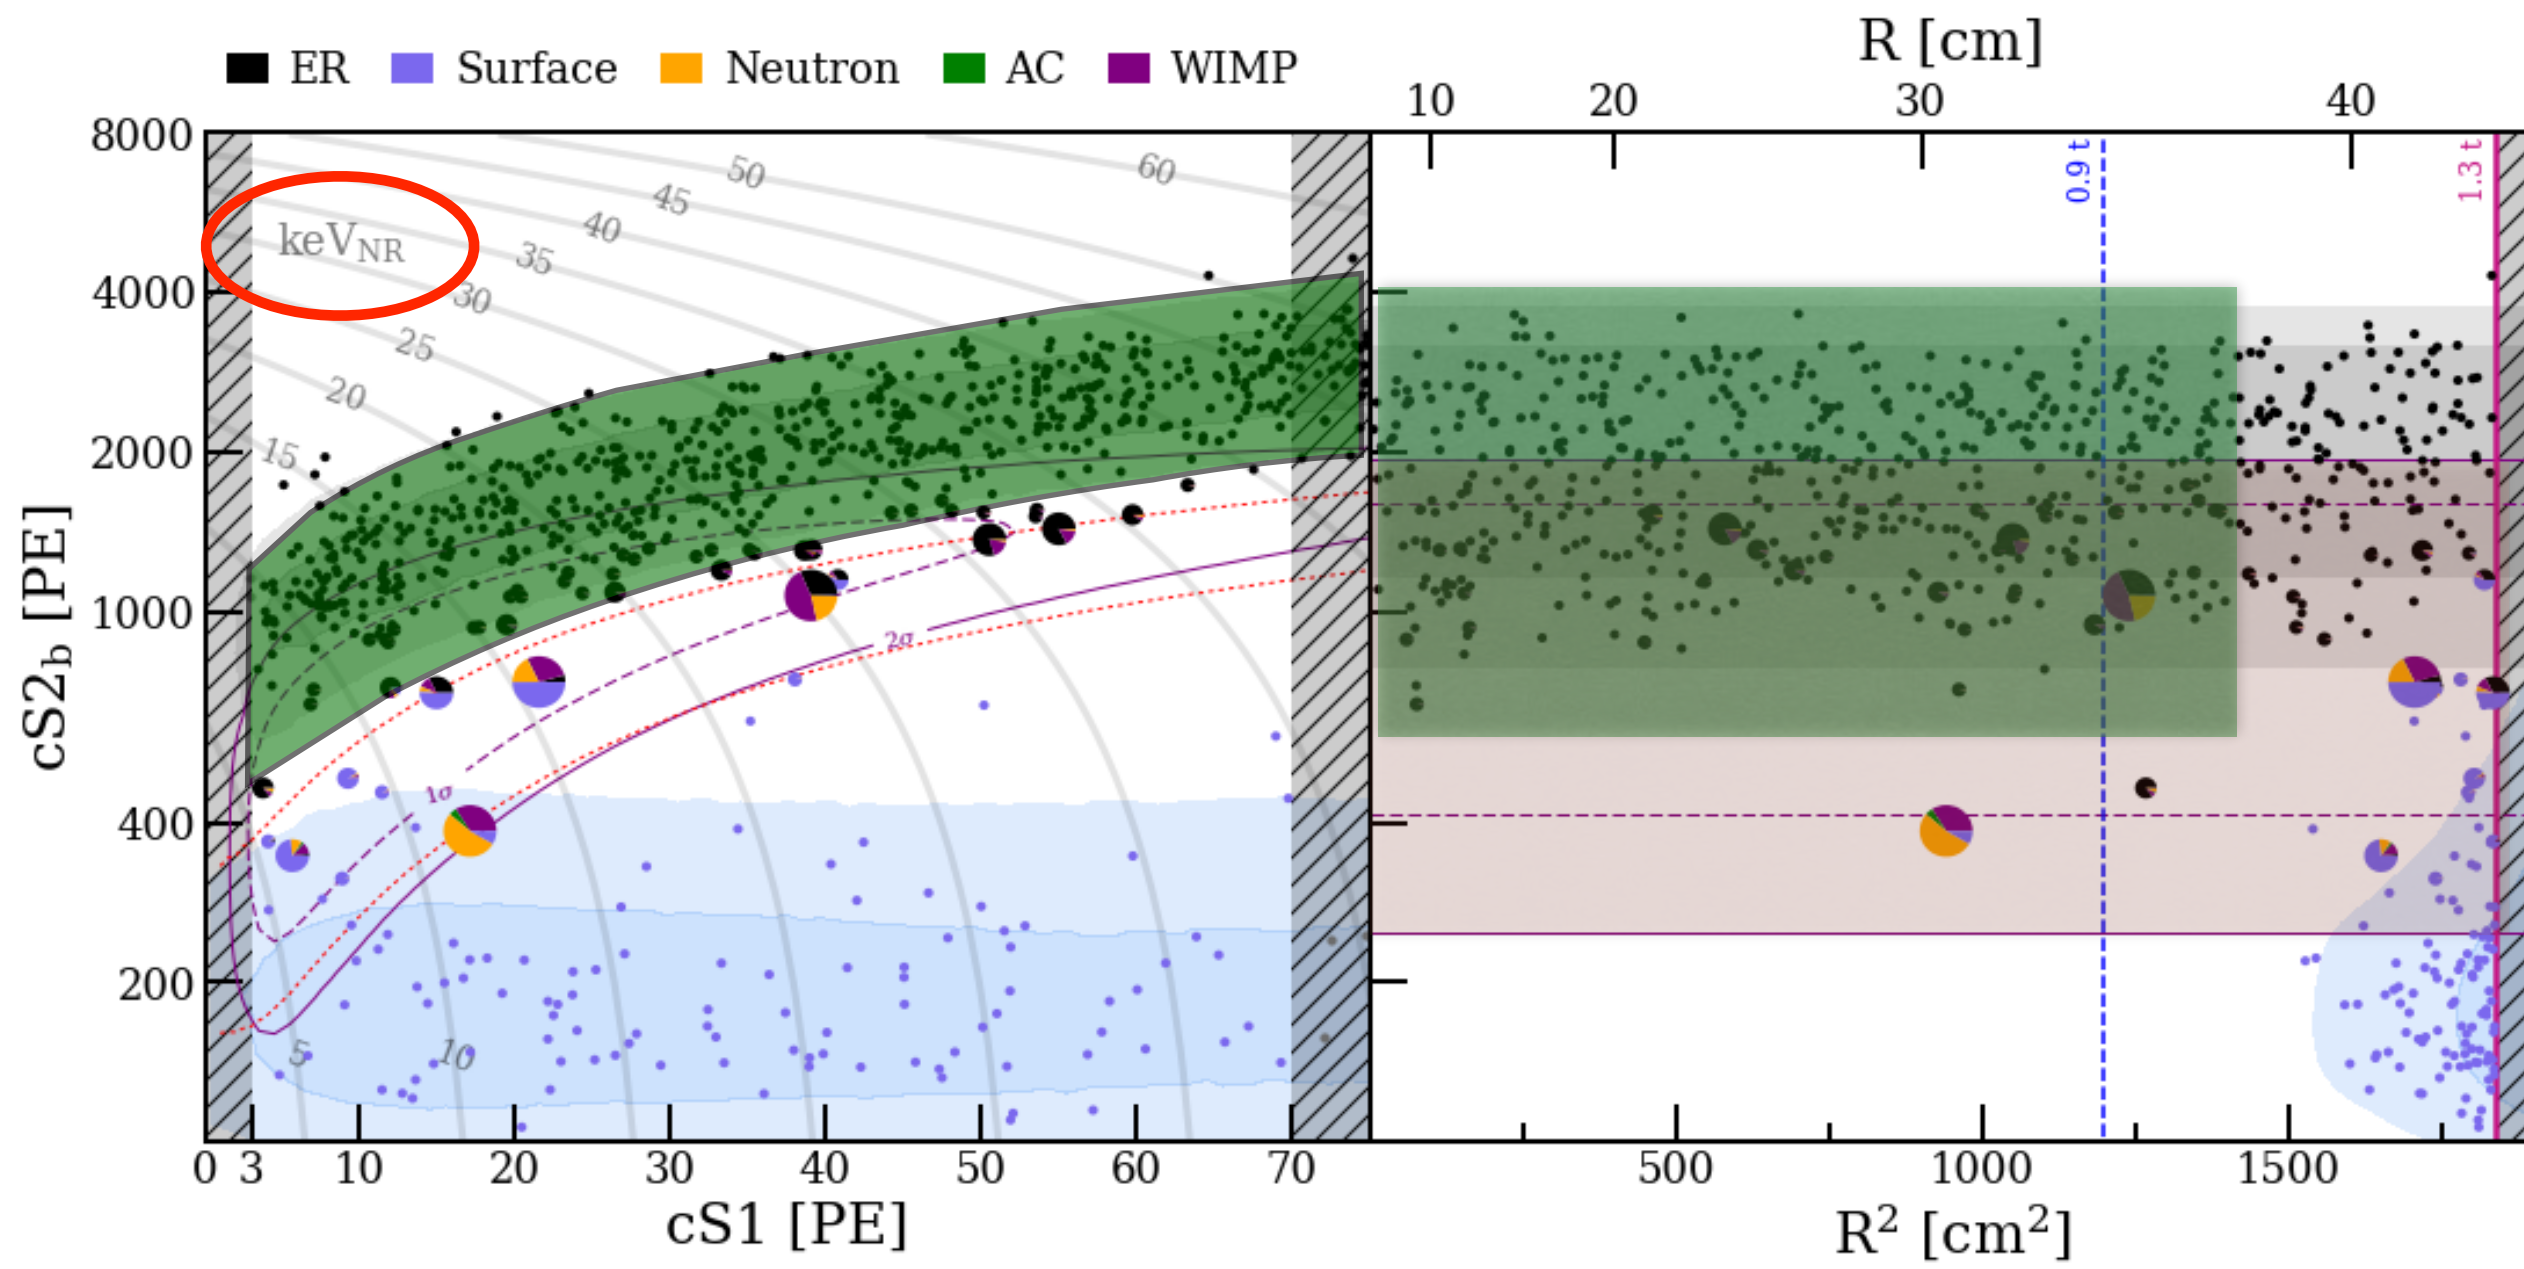 R [cm]
ER Surface Neutron AC WIMP
10 20 30 40
8000
4000
2000
1000
400
200
cS2b [PE]
keVNR
50
60
45
40
35
30
25
20
15
5
10
1σ
2σ
0.9 t
1.3 t
0 3 10 20 30 40 50 60 70
500 1000 1500
cS1 [PE]
R² [cm²]